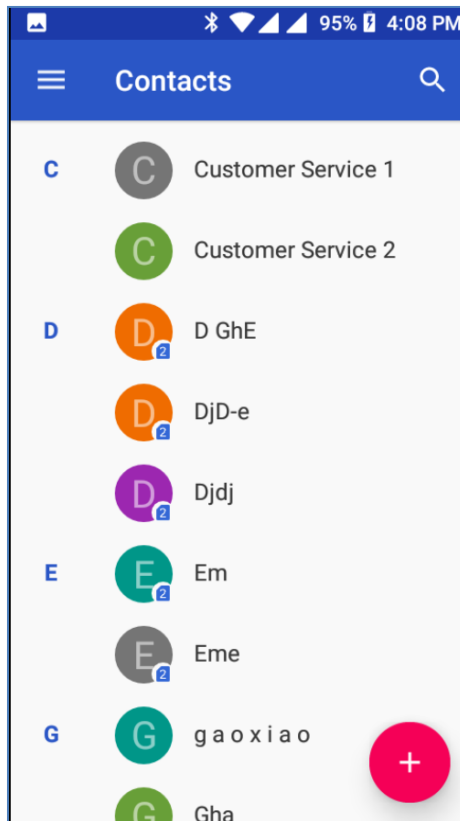 95% 4:08 PM
Contacts
C C Customer Service 1
C Customer Service 2
D D 2 D GhE
D 2 DjD-e
D 2 Djdj
E E 2 Em
E 2 Eme
G G g a o x i a o
G Gha